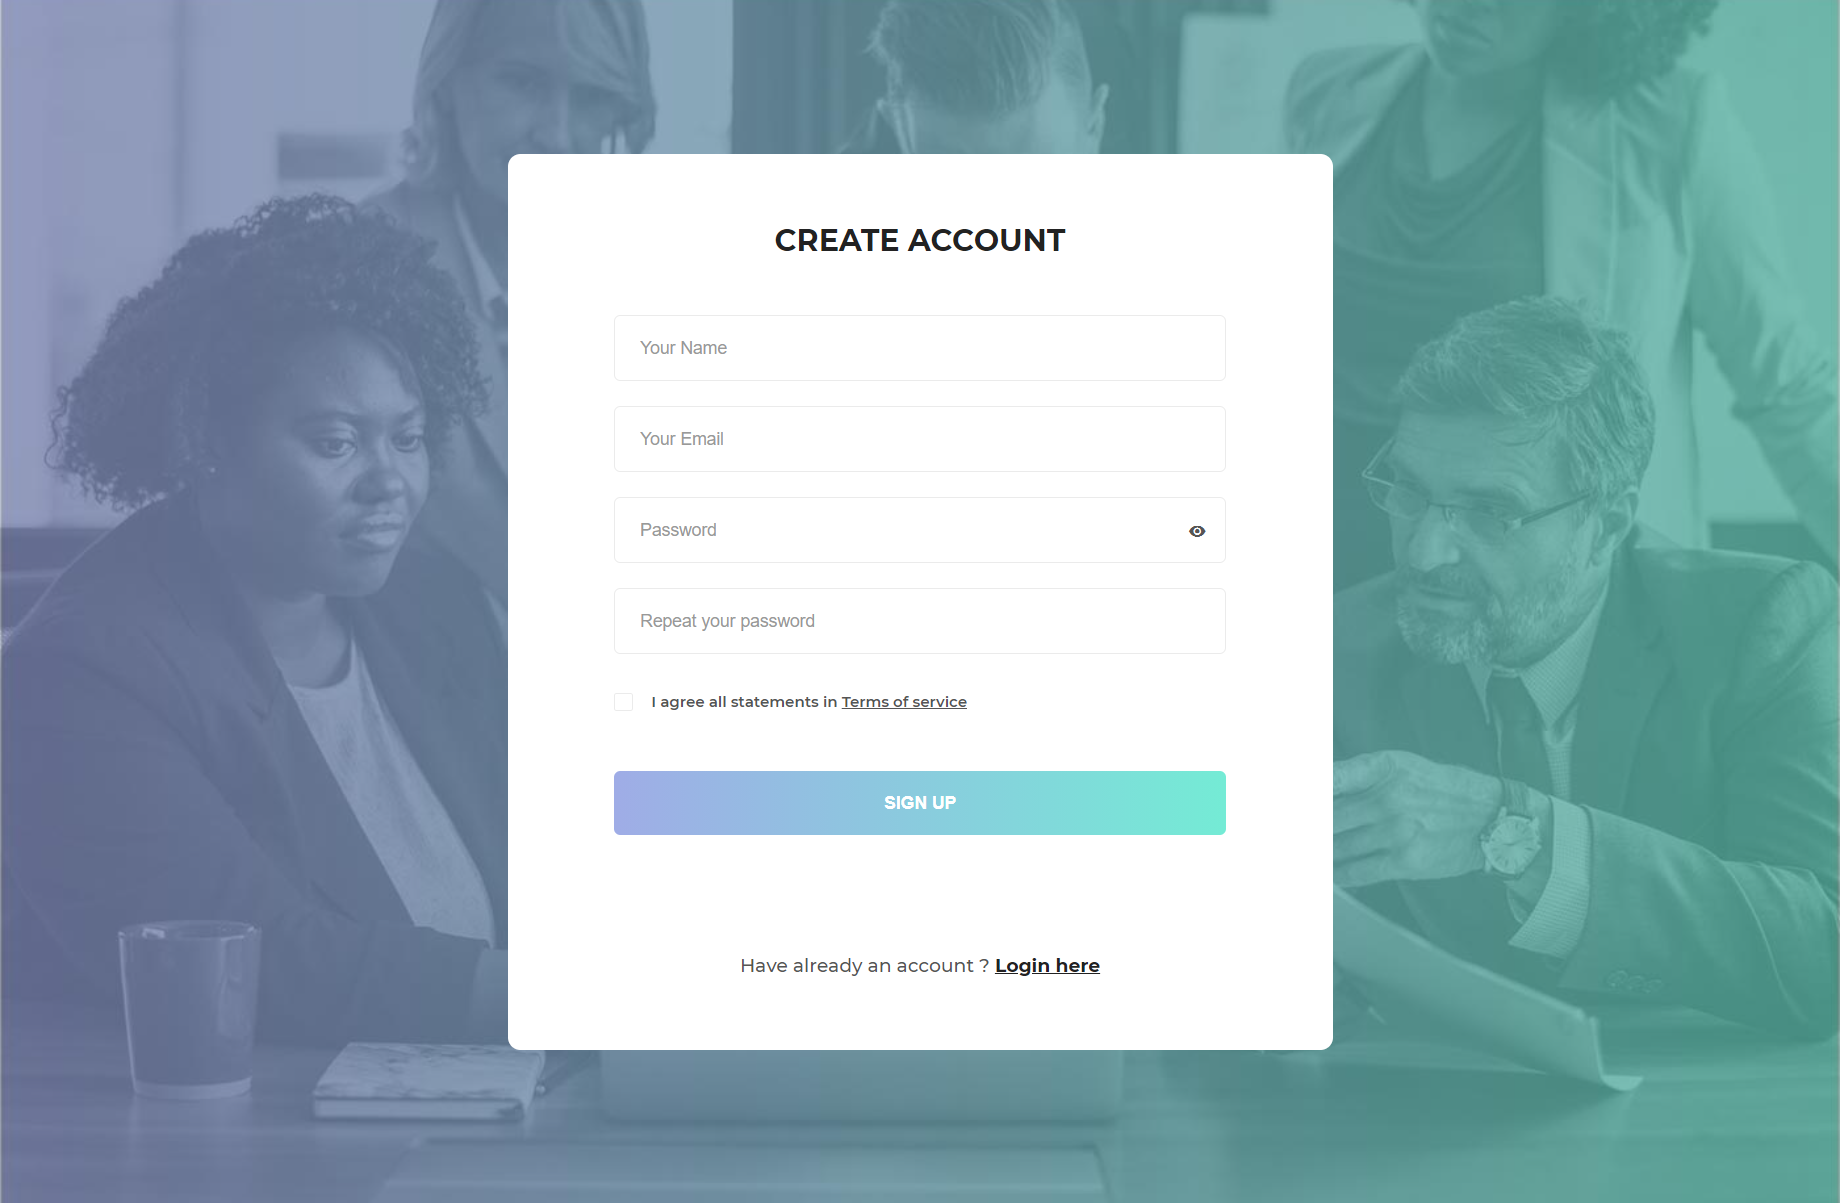 CREATE ACCOUNT
Your Name
Your Email
Password
Repeat your password
I agree all statements in Terms of service
SIGN UP
Have already an account ? Login here